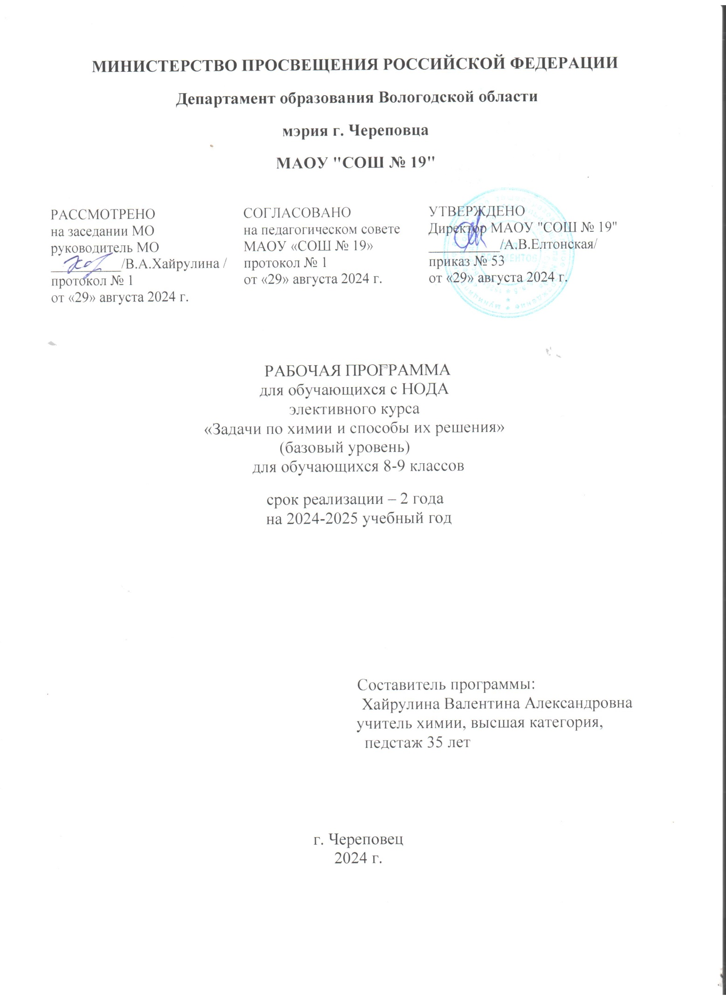 МИНИСТЕРСТВО ПРОСВЕЩЕНИЯ РОССИЙСКОЙ ФЕДЕРАЦИИ
Департамент образования Вологодской области
мэрия г. Череповца
МАОУ "СОШ № 19"
РАССМОТРЕНО
на заседании МО
руководитель МО
__________/В.А.Хайрулина /
протокол № 1
от «29» августа 2024 г.
СОГЛАСОВАНО
на педагогическом совете
МАОУ «СОШ № 19»
протокол № 1
от «29» августа 2024 г.
УТВЕРЖДЕНО
Директор МАОУ "СОШ № 19"
__________/А.В.Елтонская/
приказ № 53
от «29» августа 2024 г.
РАБОЧАЯ ПРОГРАММА
для обучающихся с НОДА
элективного курса
«Задачи по химии и способы их решения»
(базовый уровень)
для обучающихся 8-9 классов
срок реализации – 2 года
на 2024-2025 учебный год
Составитель программы:
Хайрулина Валентина Александровна
учитель химии, высшая категория,
педстаж 35 лет
г. Череповец
2024 г.